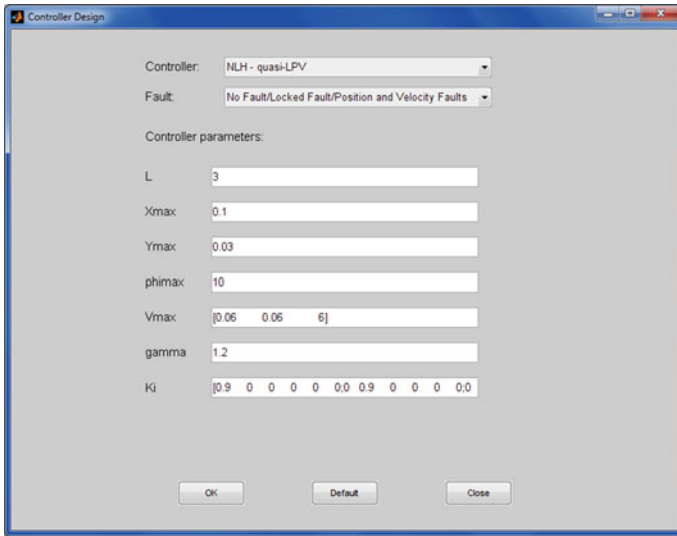 Controller Design
Controller: NLH - quasi-LPV
Fault: No Fault/Locked Fault/Position and Velocity Faults
Controller parameters:
L 3
Xmax 0.1
Ymax 0.03
phimax 10
Vmax [0.06 0.06 6]
gamma 1.2
Ki [0.9 0 0 0 0 0;0 0.9 0 0 0 0;0
OK Default Close